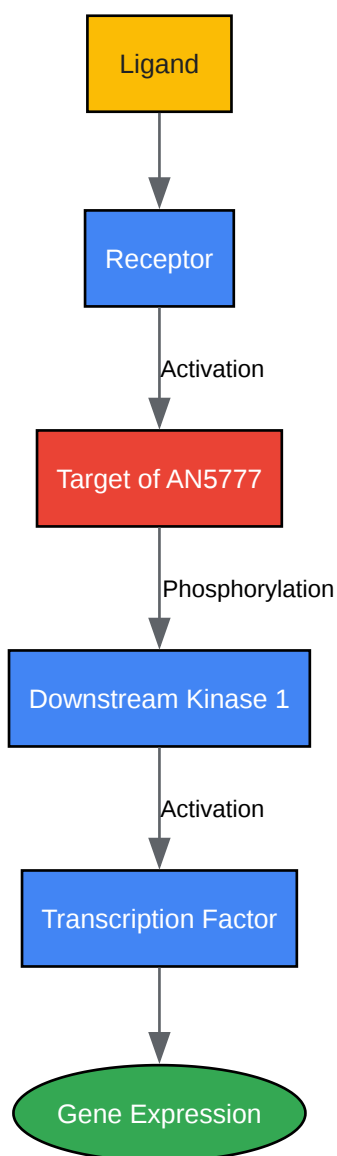 Ligand
Receptor
Activation
Target of AN5777
Phosphorylation
Downstream Kinase 1
Activation
Transcription Factor
Gene Expression